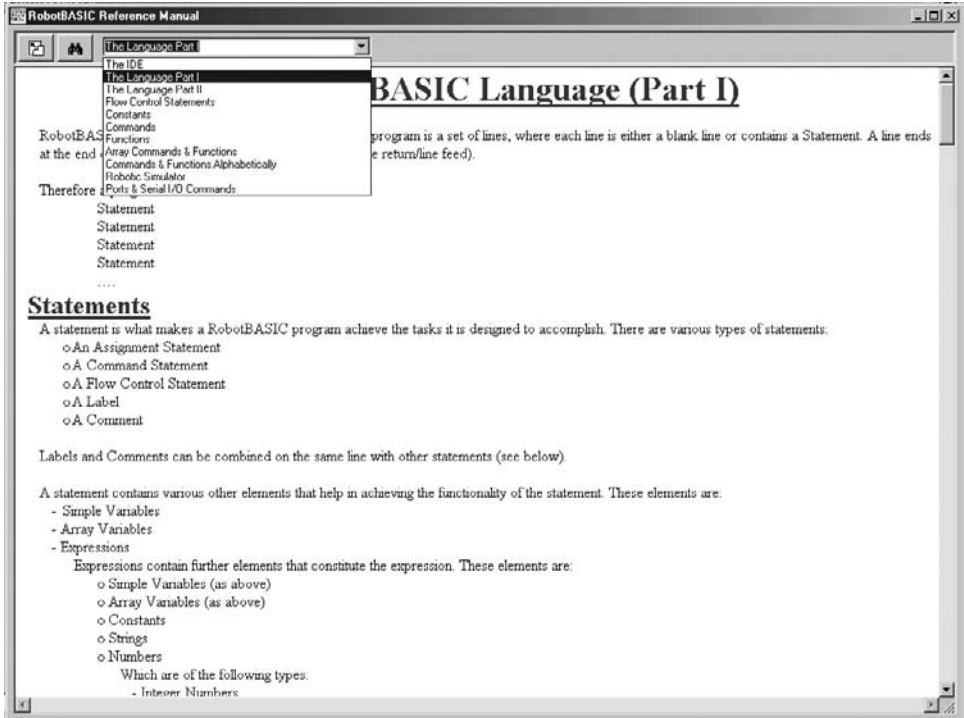 RobotBASIC Reference Manual
The Language Part I
The IDE
The Language Part I
The Language Part II
Flow Control Statements
Constants
Commands
Functions
Array Commands & Functions
Commands & Functions Alphabetically
Robotic Simulator
Ports & Serial I/O Commands
BASIC Language (Part I)
RobotBAS program is a set of lines, where each line is either a blank line or contains a Statement. A line ends
at the end e return/line feed).
Therefore
Statement
Statement
Statement
Statement
....
Statements
A statement is what makes a RobotBASIC program achieve the tasks it is designed to accomplish. There are various types of statements:
o An Assignment Statement
o A Command Statement
o A Flow Control Statement
o A Label
o A Comment
Labels and Comments can be combined on the same line with other statements (see below).
A statement contains various other elements that help in achieving the functionality of the statement. These elements are:
- Simple Variables
- Array Variables
- Expressions
Expressions contain further elements that constitute the expression. These elements are:
o Simple Variables (as above)
o Array Variables (as above)
o Constants
o Strings
o Numbers
Which are of the following types:
- Integer Numbers